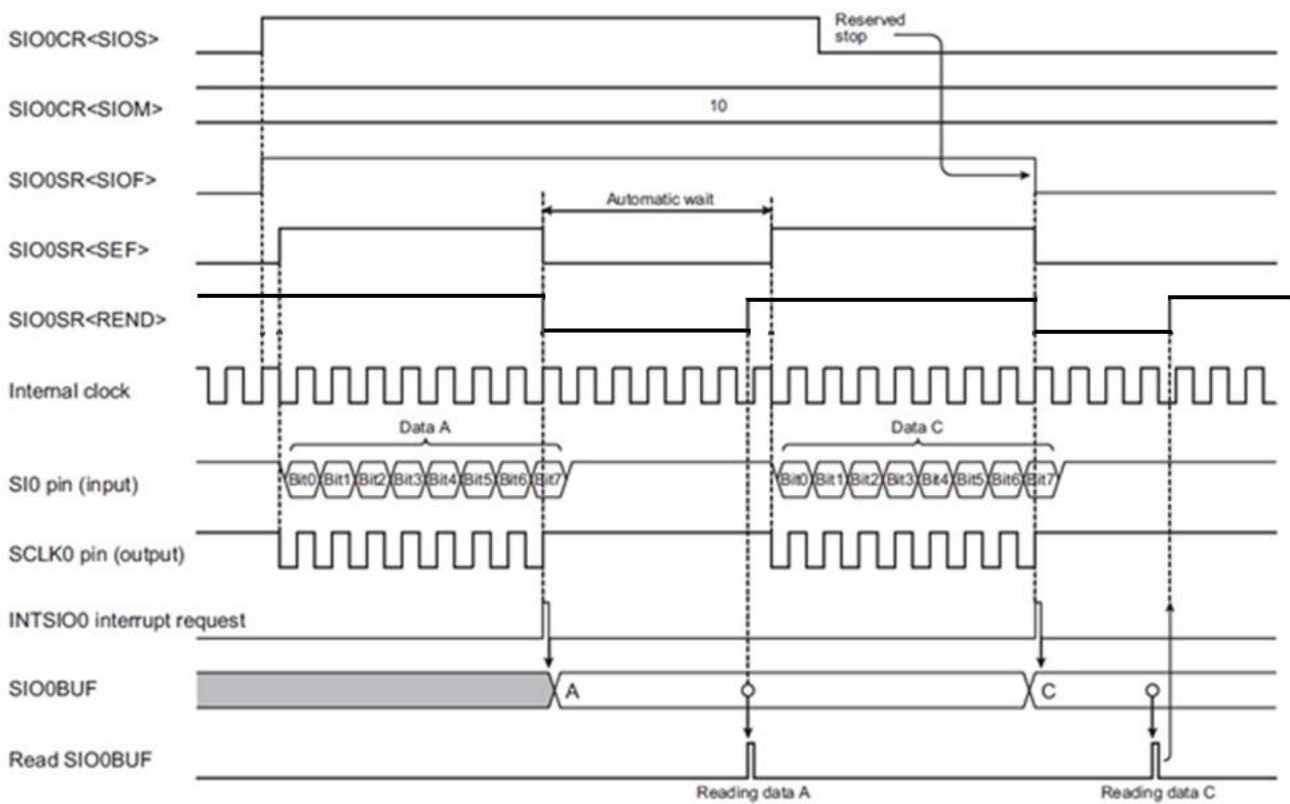 SIO0CR<SIOS>
Reserved
stop
SIO0CR<SIOM>
10
SIO0SR<SIOF>
Automatic wait
SIO0SR<SEF>
SIO0SR<REND>
Internal clock
Data A
Data C
SI0 pin (input)
Bit0 Bit1 Bit2 Bit3 Bit4 Bit5 Bit6 Bit7
Bit0 Bit1 Bit2 Bit3 Bit4 Bit5 Bit6 Bit7
SCLK0 pin (output)
INTSIO0 interrupt request
SIO0BUF
A
C
Read SIO0BUF
Reading data A
Reading data C